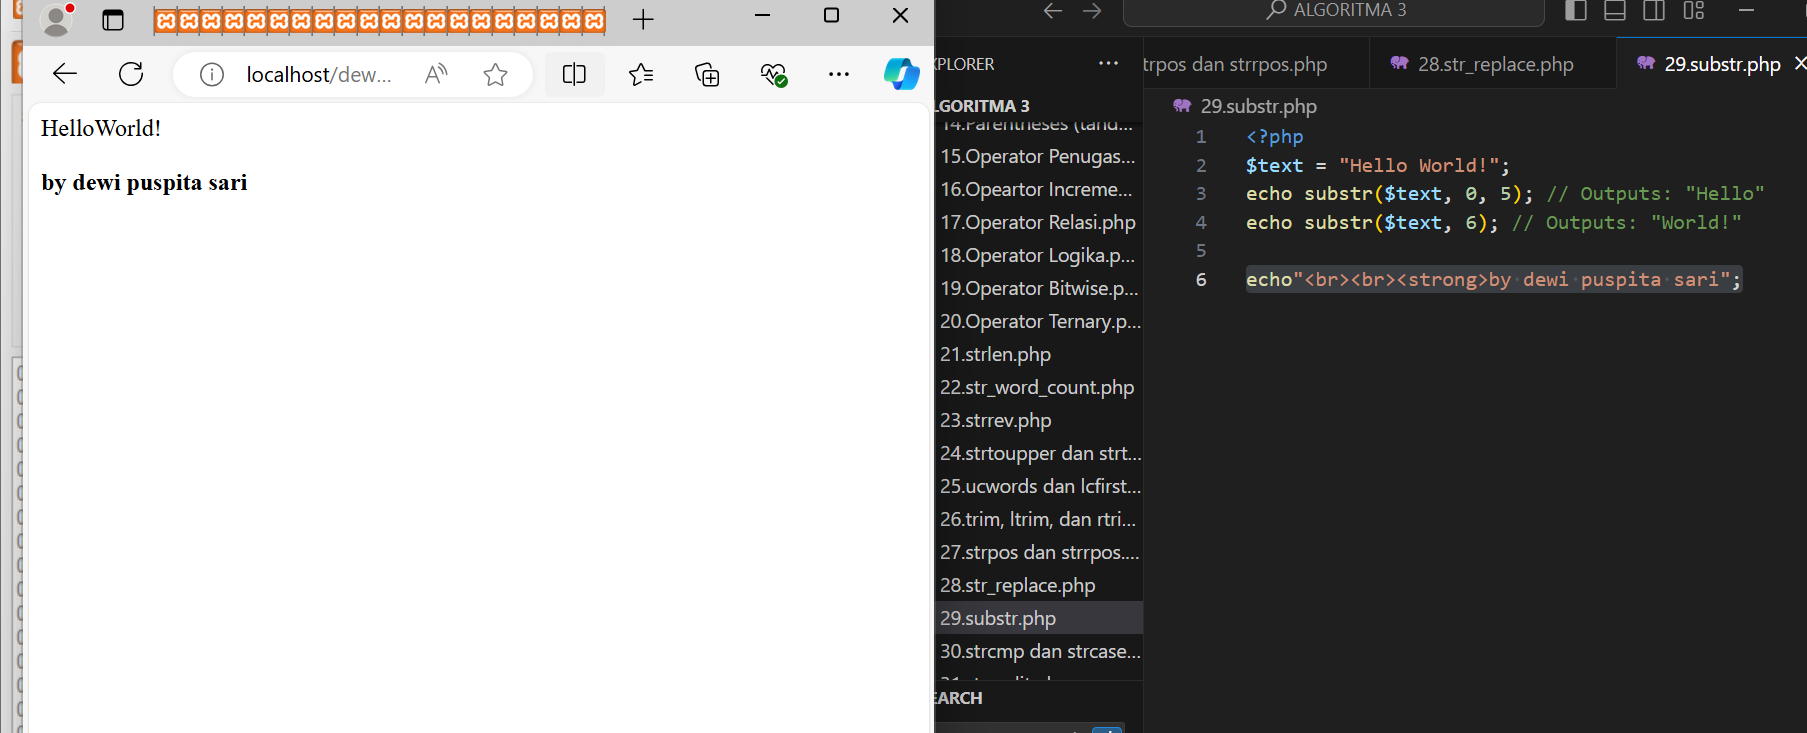 localhost/dew...
HelloWorld!
by dewi puspita sari
ALGORITMA 3
XPLORER
...
LGORITMA 3
14.Parentheses (tand...
15.Operator Penugas...
16.Opeartor Increme...
17.Operator Relasi.php
18.Operator Logika.p...
19.Operator Bitwise.p...
20.Operator Ternary.p...
21.strlen.php
22.str_word_count.php
23.strrev.php
24.strtoupper dan strt...
25.ucwords dan lcfirst...
26.trim, ltrim, dan rtri...
27.strpos dan strrpos....
28.str_replace.php
29.substr.php
30.strcmp dan strcase...
EARCH
trpos dan strrpos.php
28.str_replace.php
29.substr.php
29.substr.php
1 <?php
2 $text = "Hello World!";
3 echo substr($text, 0, 5); // Outputs: "Hello"
4 echo substr($text, 6); // Outputs: "World!"
5
6 echo"<br><br><strong>by dewi puspita sari";